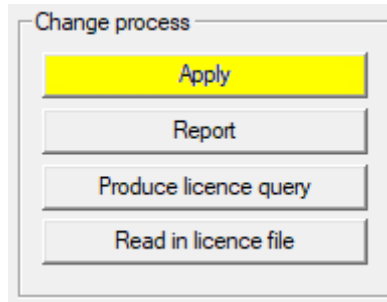 Change process
Apply
Report
Produce licence query
Read in licence file